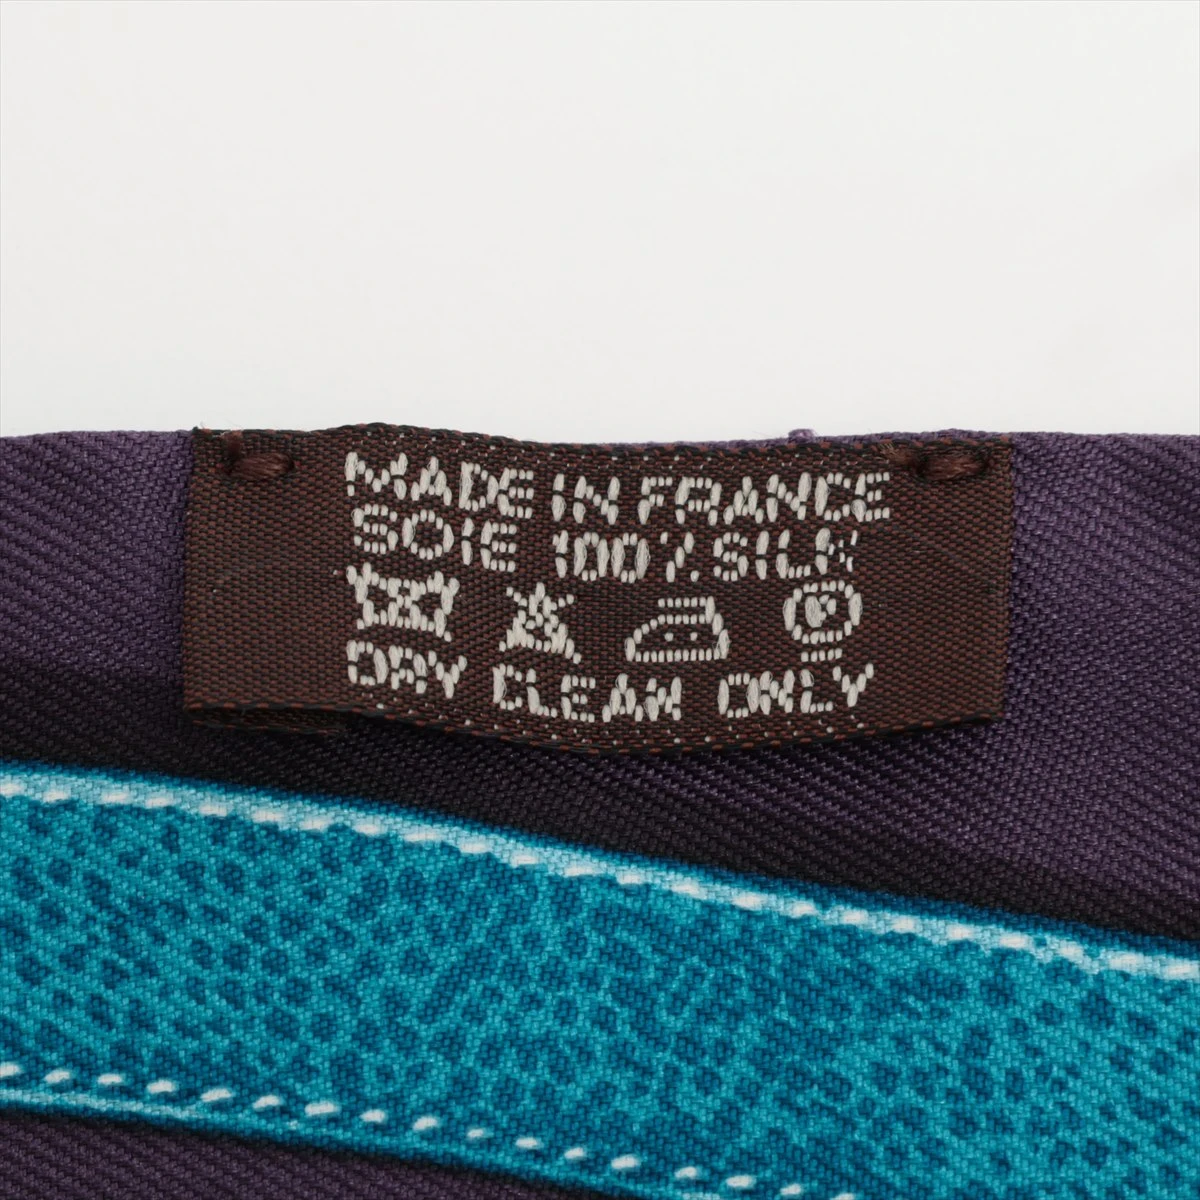 MADE IN FRANCE
SOIE 100% SILK
P
DRY CLEAN ONLY